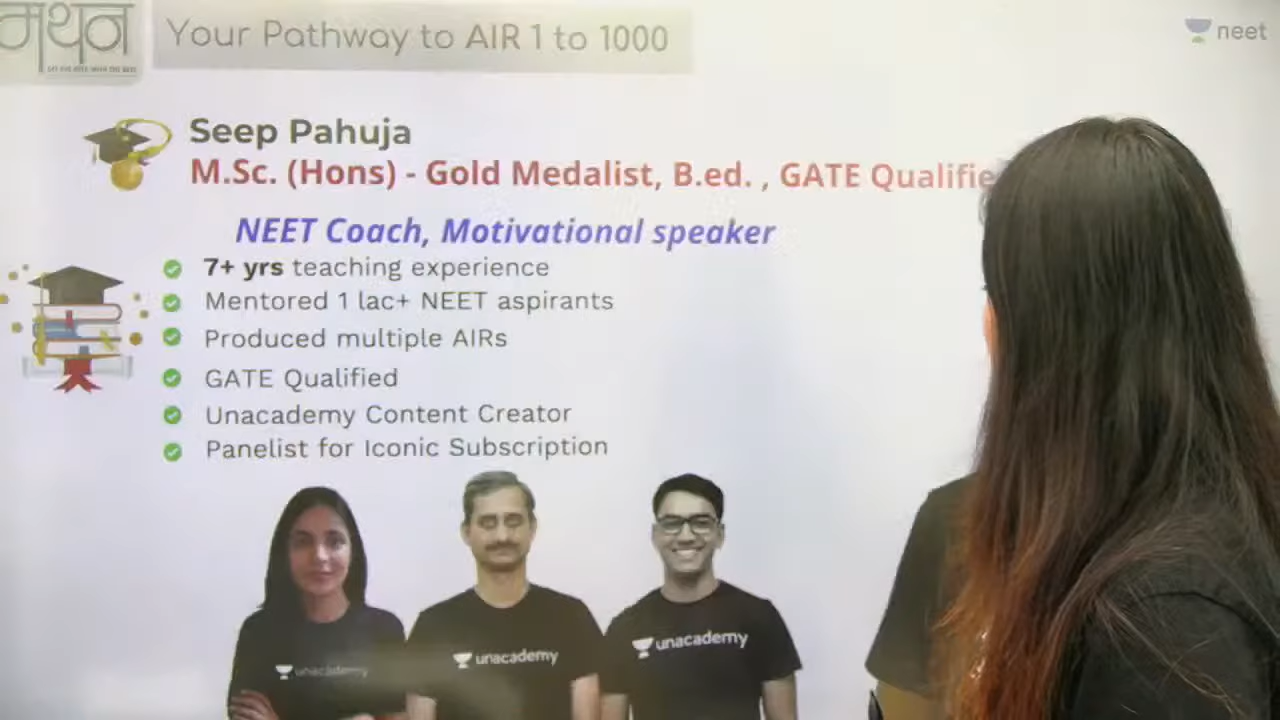 मंथन
Your Pathway to AIR 1 to 1000
neet
Seep Pahuja
M.Sc. (Hons) - Gold Medalist, B.ed. , GATE Qualifie
NEET Coach, Motivational speaker
7+ yrs teaching experience
Mentored 1 lac+ NEET aspirants
Produced multiple AIRs
GATE Qualified
Unacademy Content Creator
Panelist for Iconic Subscription
unacademy
unacademy
unacademy